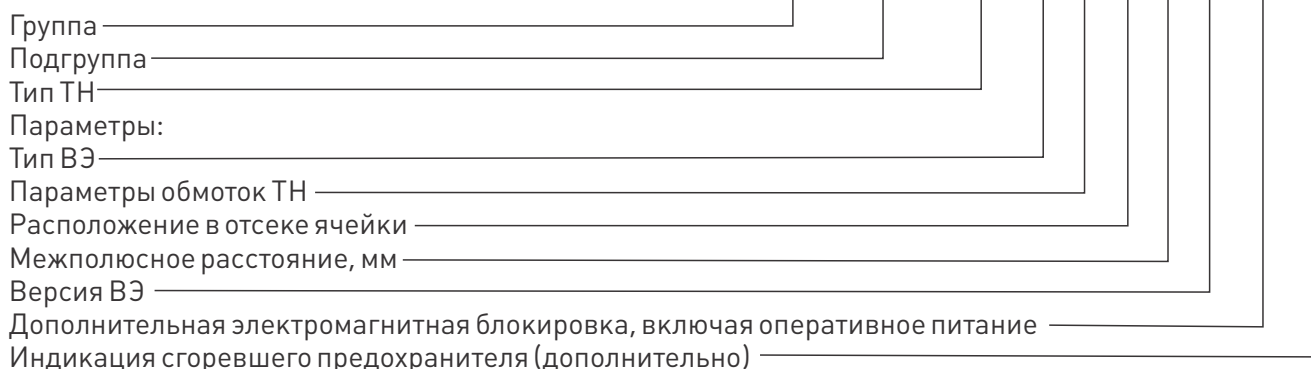 Группа
Подгруппа
Тип ТН
Параметры:
Тип ВЭ
Параметры обмоток ТН
Расположение в отсеке ячейки
Межполюсное расстояние, мм
Версия ВЭ
Дополнительная электромагнитная блокировка, включая оперативное питание
Индикация сгоревшего предохранителя (дополнительно)